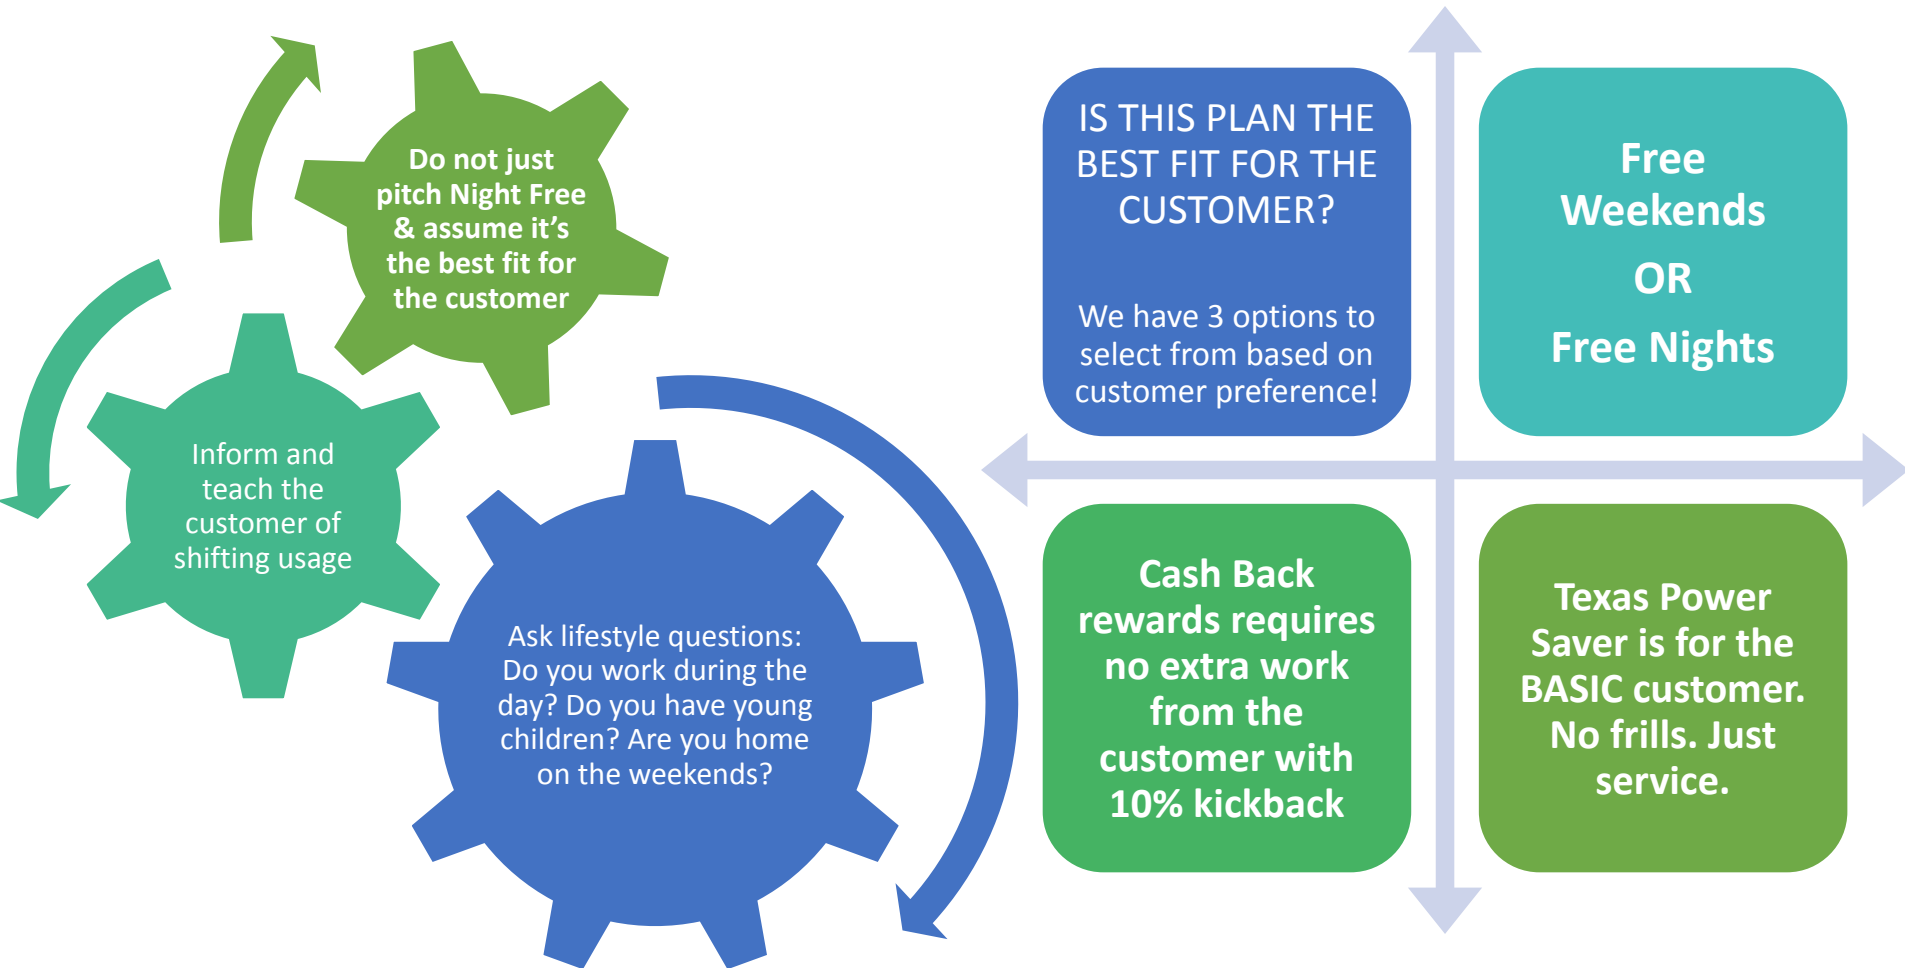 Do not just
pitch Night Free
& assume it’s
the best fit for
the customer
Inform and
teach the
customer of
shifting usage
Ask lifestyle questions:
Do you work during the
day? Do you have young
children? Are you home
on the weekends?
IS THIS PLAN THE
BEST FIT FOR THE
CUSTOMER?
We have 3 options to
select from based on
customer preference!
Free
Weekends
OR
Free Nights
Cash Back
rewards requires
no extra work
from the
customer with
10% kickback
Texas Power
Saver is for the
BASIC customer.
No frills. Just
service.